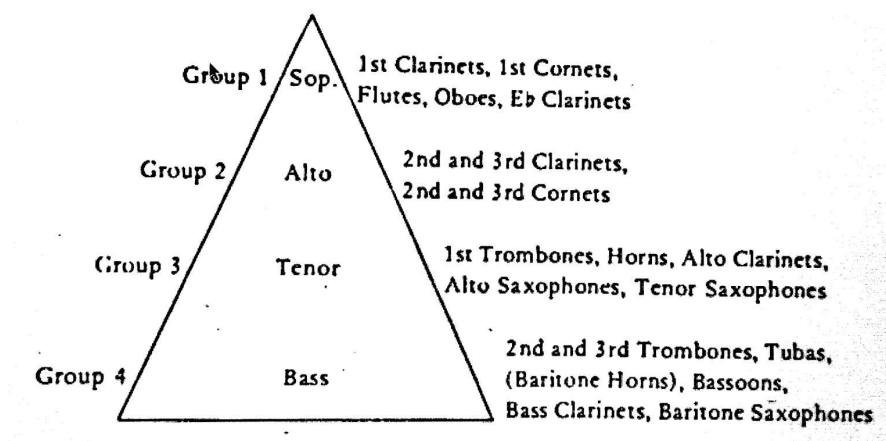 Group 1 Sop. 1st Clarinets, 1st Cornets,
Flutes, Oboes, Eb Clarinets
Group 2 Alto 2nd and 3rd Clarinets,
2nd and 3rd Cornets
Group 3 Tenor 1st Trombones, Horns, Alto Clarinets,
Alto Saxophones, Tenor Saxophones
Group 4 Bass 2nd and 3rd Trombones, Tubas,
(Baritone Horns), Bassoons,
Bass Clarinets, Baritone Saxophones